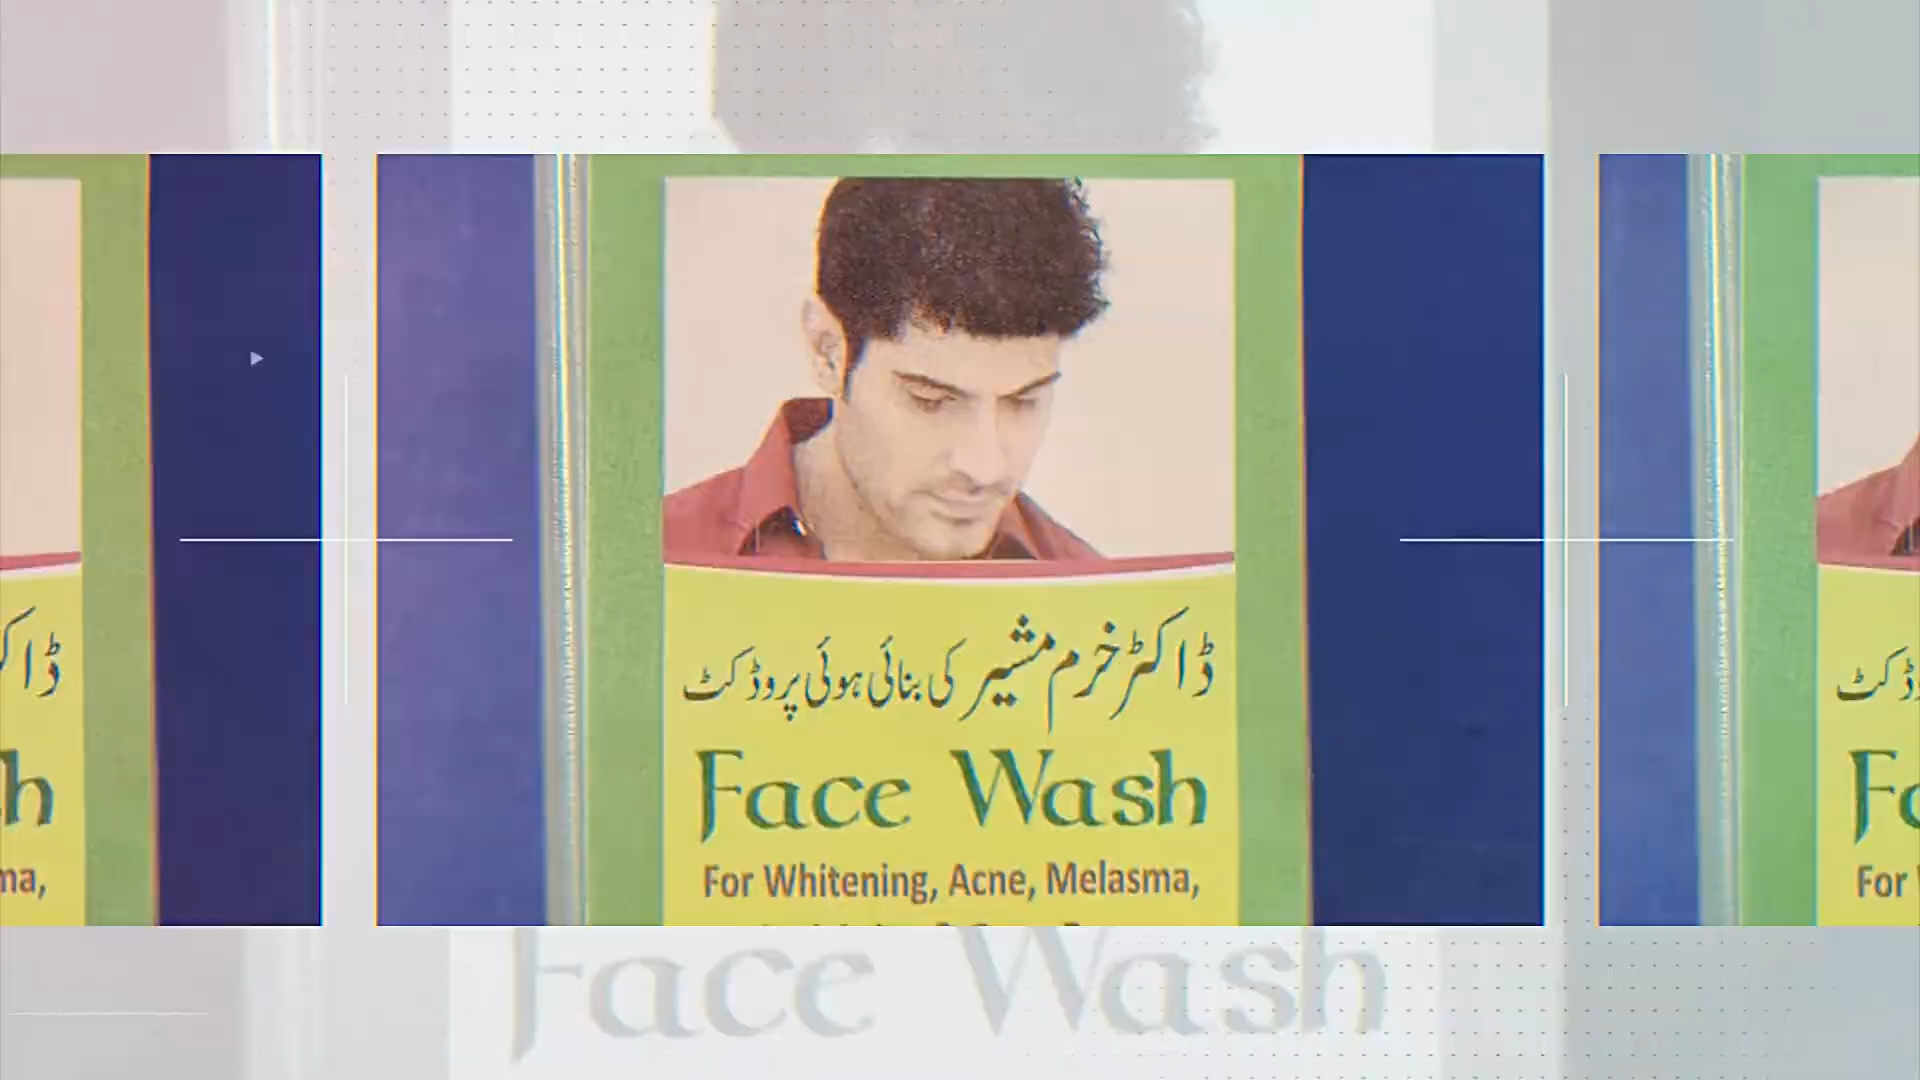 ڈاکٹر خرم مشیر کی بنائی ہوئی پروڈکٹ
Face Wash
For Whitening, Acne, Melasma,